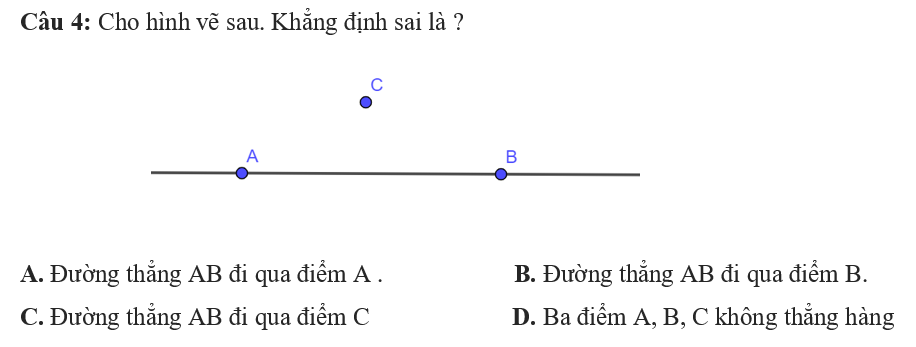 Câu 4: Cho hình vẽ sau. Khẳng định sai là ?
C
A
B
A. Đường thẳng AB đi qua điểm A .
B. Đường thẳng AB đi qua điểm B.
C. Đường thẳng AB đi qua điểm C
D. Ba điểm A, B, C không thẳng hàng